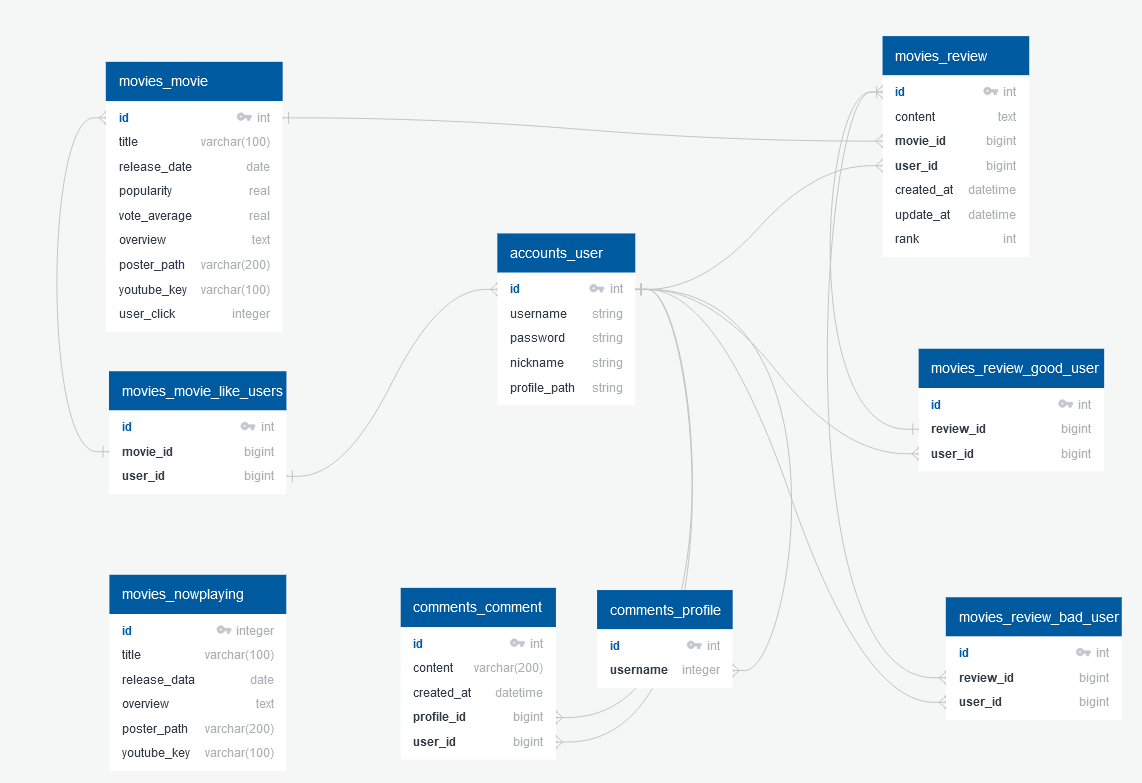 movies_movie
id int
title varchar(100)
release_date date
popularity real
vote_average real
overview text
poster_path varchar(200)
youtube_key varchar(100)
user_click integer
movies_movie_like_users
id int
movie_id bigint
user_id bigint
movies_nowplaying
id integer
title varchar(100)
release_data date
overview text
poster_path varchar(200)
youtube_key varchar(100)
accounts_user
id int
username string
password string
nickname string
profile_path string
comments_comment
id int
content varchar(200)
created_at datetime
profile_id bigint
user_id bigint
comments_profile
id int
username integer
movies_review
id int
content text
movie_id bigint
user_id bigint
created_at datetime
update_at datetime
rank int
movies_review_good_user
id int
review_id bigint
user_id bigint
movies_review_bad_user
id int
review_id bigint
user_id bigint